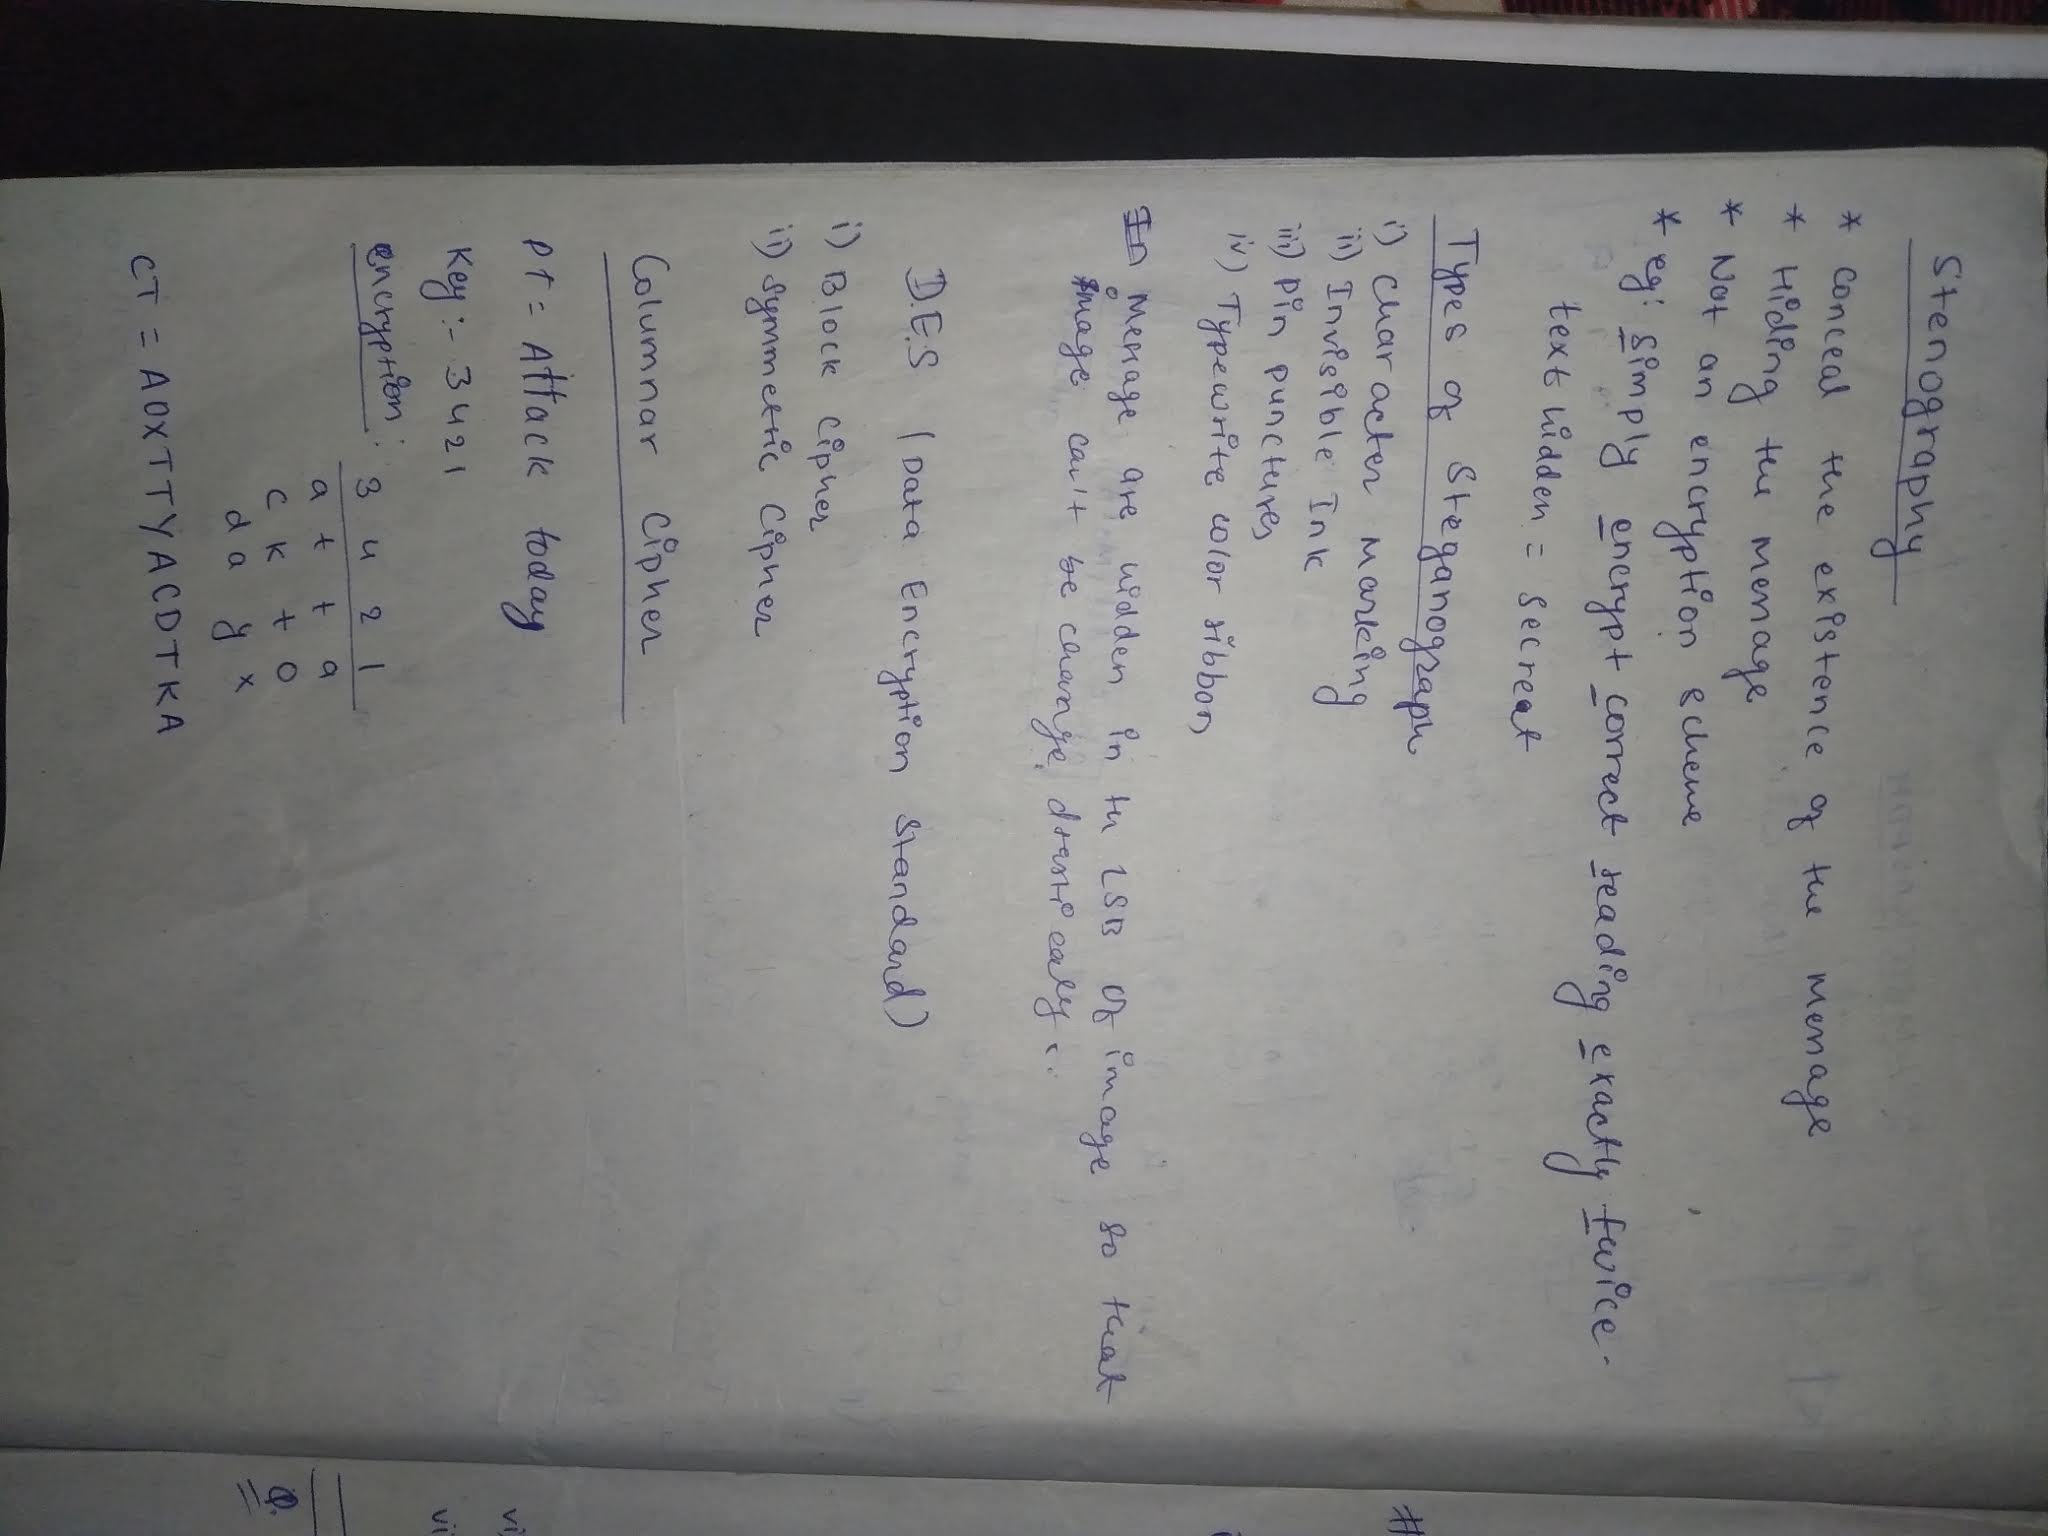 Stenography
* conceal the existence of the message
* Hiding the message
* Not an encryption scheme
* eg: simply encrypt correct reading exactly twice.
text hidden = secreat
Types of Steganograph
i) character marking
ii) Invisible Ink
iii) Pin punctures
iv) Typewrite color ribbon
In Message are hidden in th LSB of image so that
image can't be change drasticaly..
D.E.S (Data Encryption Standard)
i) Block Cipher
ii) symmetric Cipher
Columnar Cipher
PT = Attack today
Key :- 3421
encryption:
3 4 2 1
a t t a
c k t o
d a y x
CT = AOXTTYACDTKA
#
vi)
vii
Q.